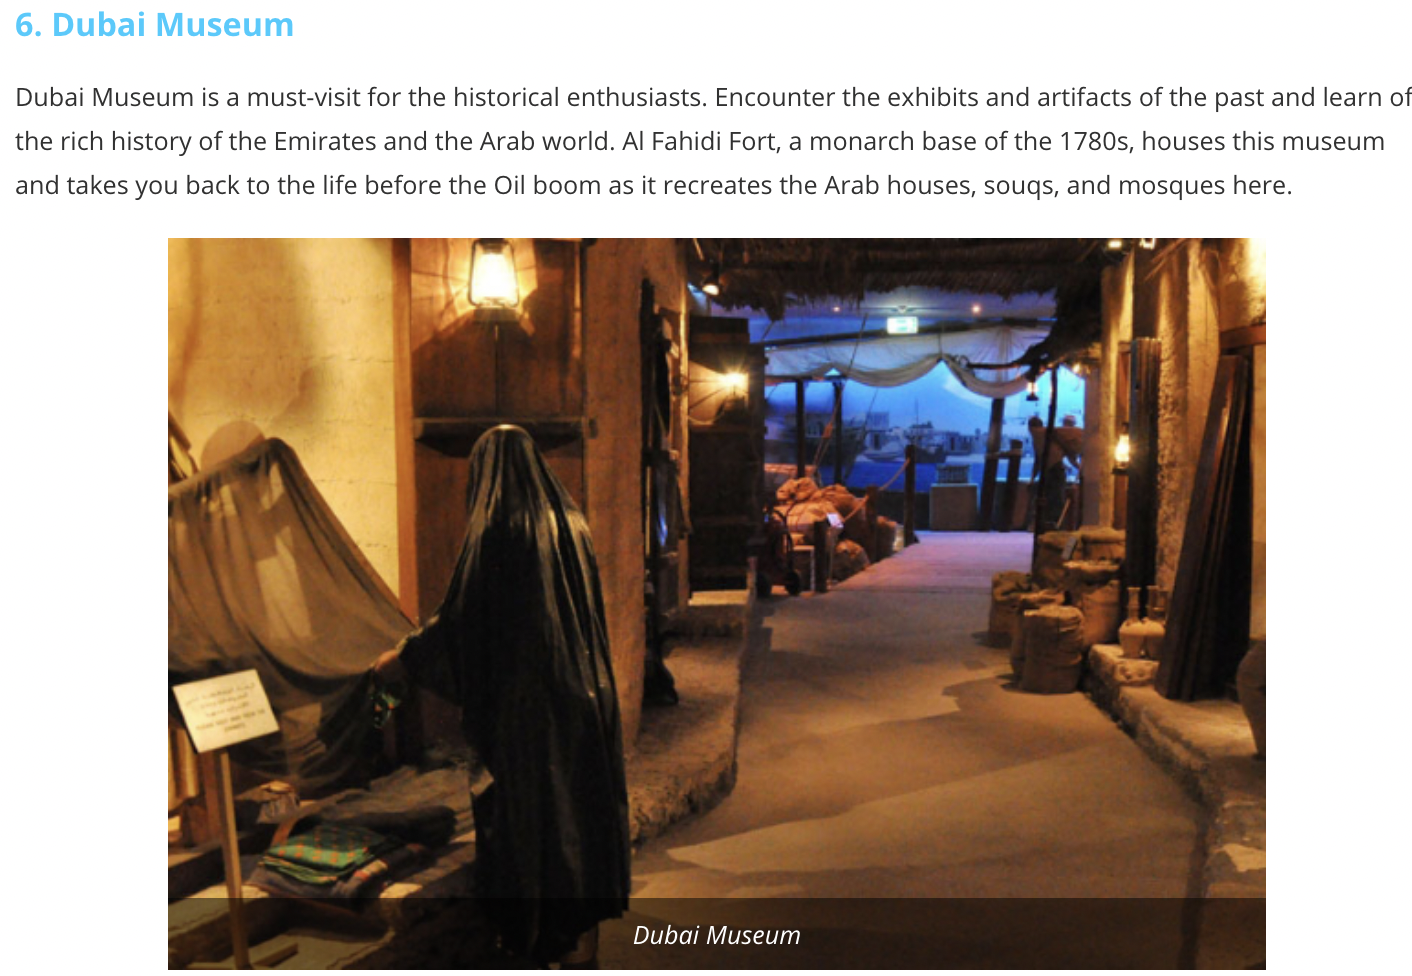 6. Dubai Museum
Dubai Museum is a must-visit for the historical enthusiasts. Encounter the exhibits and artifacts of the past and learn of
the rich history of the Emirates and the Arab world. Al Fahidi Fort, a monarch base of the 1780s, houses this museum
and takes you back to the life before the Oil boom as it recreates the Arab houses, souqs, and mosques here.
Dubai Museum